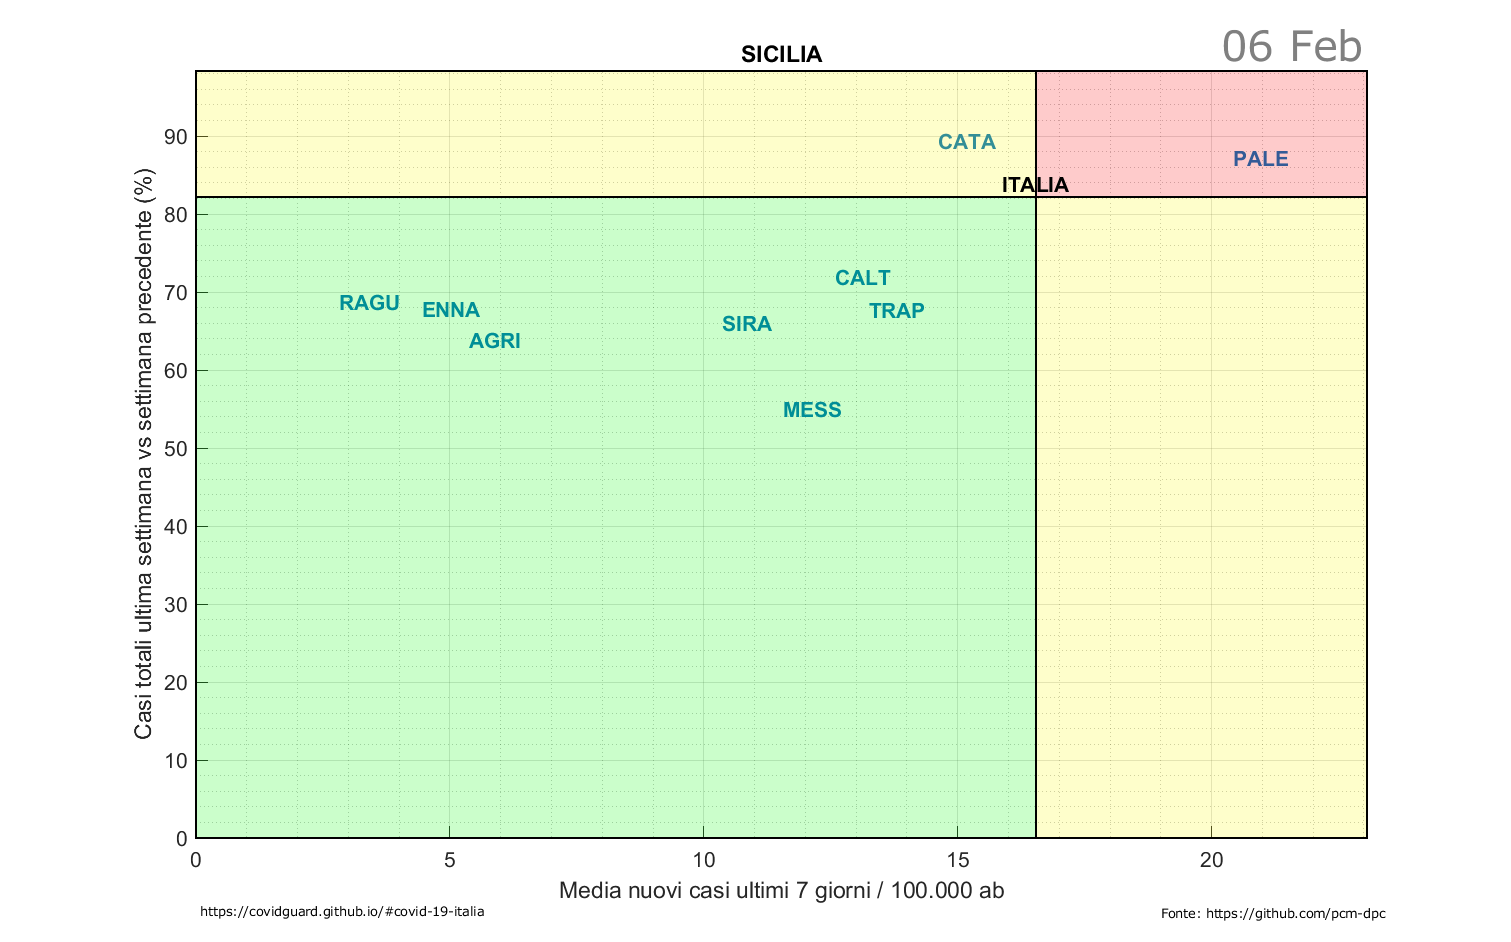 06 Feb
SICILIA
Casi totali ultima settimana vs settimana precedente (%)
90
80
70
60
50
40
30
20
10
0
CATA
PALE
ITALIA
CALT
RAGU
ENNA
TRAP
SIRA
AGRI
MESS
0
5
10
15
20
Media nuovi casi ultimi 7 giorni / 100.000 ab
https://covidguard.github.io/#covid-19-italia
Fonte: https://github.com/pcm-dpc